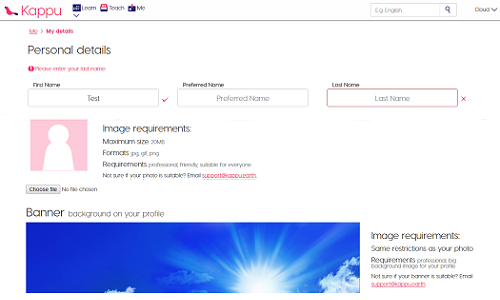 Kappu Learn Teach Me E.g. English Cloud
Me > My details
Personal details
Please enter your last name
First Name Preferred Name Last Name
Test Preferred Name Last Name
Image requirements:
Maximum size 20MB
Formats jpg, gif, png
Requirements professional, friendly, suitable for everyone
Not sure if your photo is suitable? Email support@kappu.earth.
Choose file No file chosen
Banner background on your profile
Image requirements:
Same restrictions as your photo
Requirements professional, big
background image for your profile
Not sure if your banner is suitable? Email
support@kappu.earth.